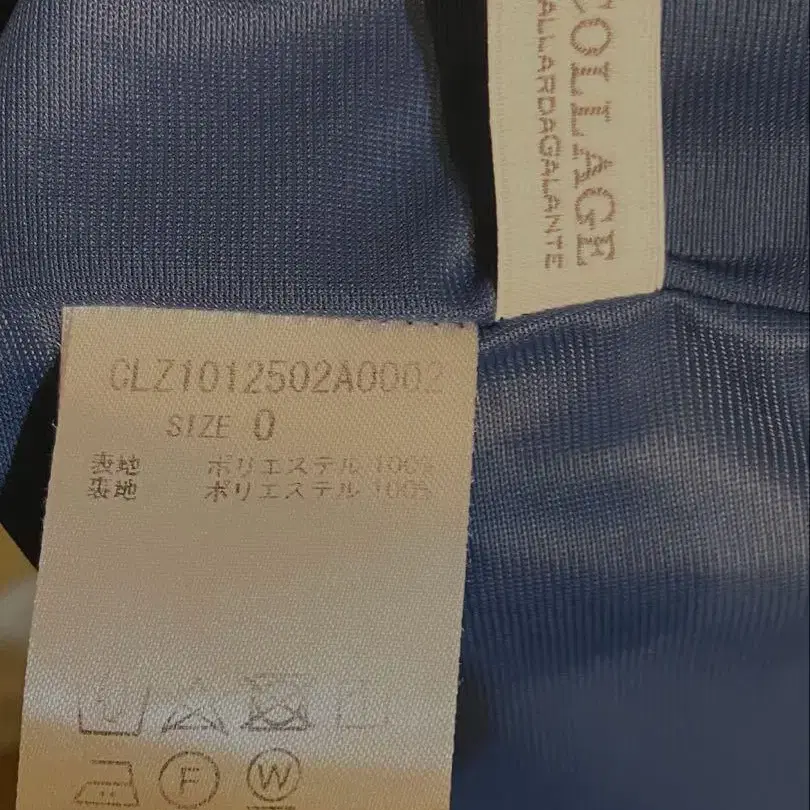 COLLAGE
GALLARDAGALANTE
CLZ1012502A0002
SIZE 0
表地 ポリエステル 100%
裏地 ポリエステル 100%
F
W